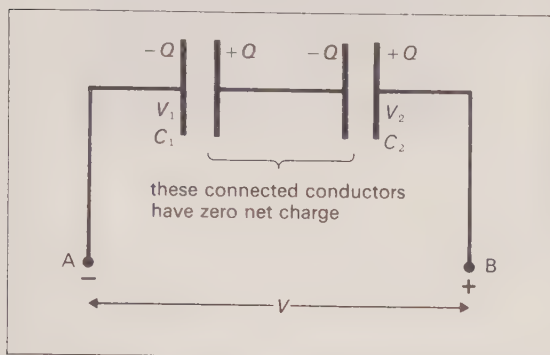 −Q +Q −Q +Q
V₁ V₂
C₁ C₂
these connected conductors
have zero net charge
A B
− +
V